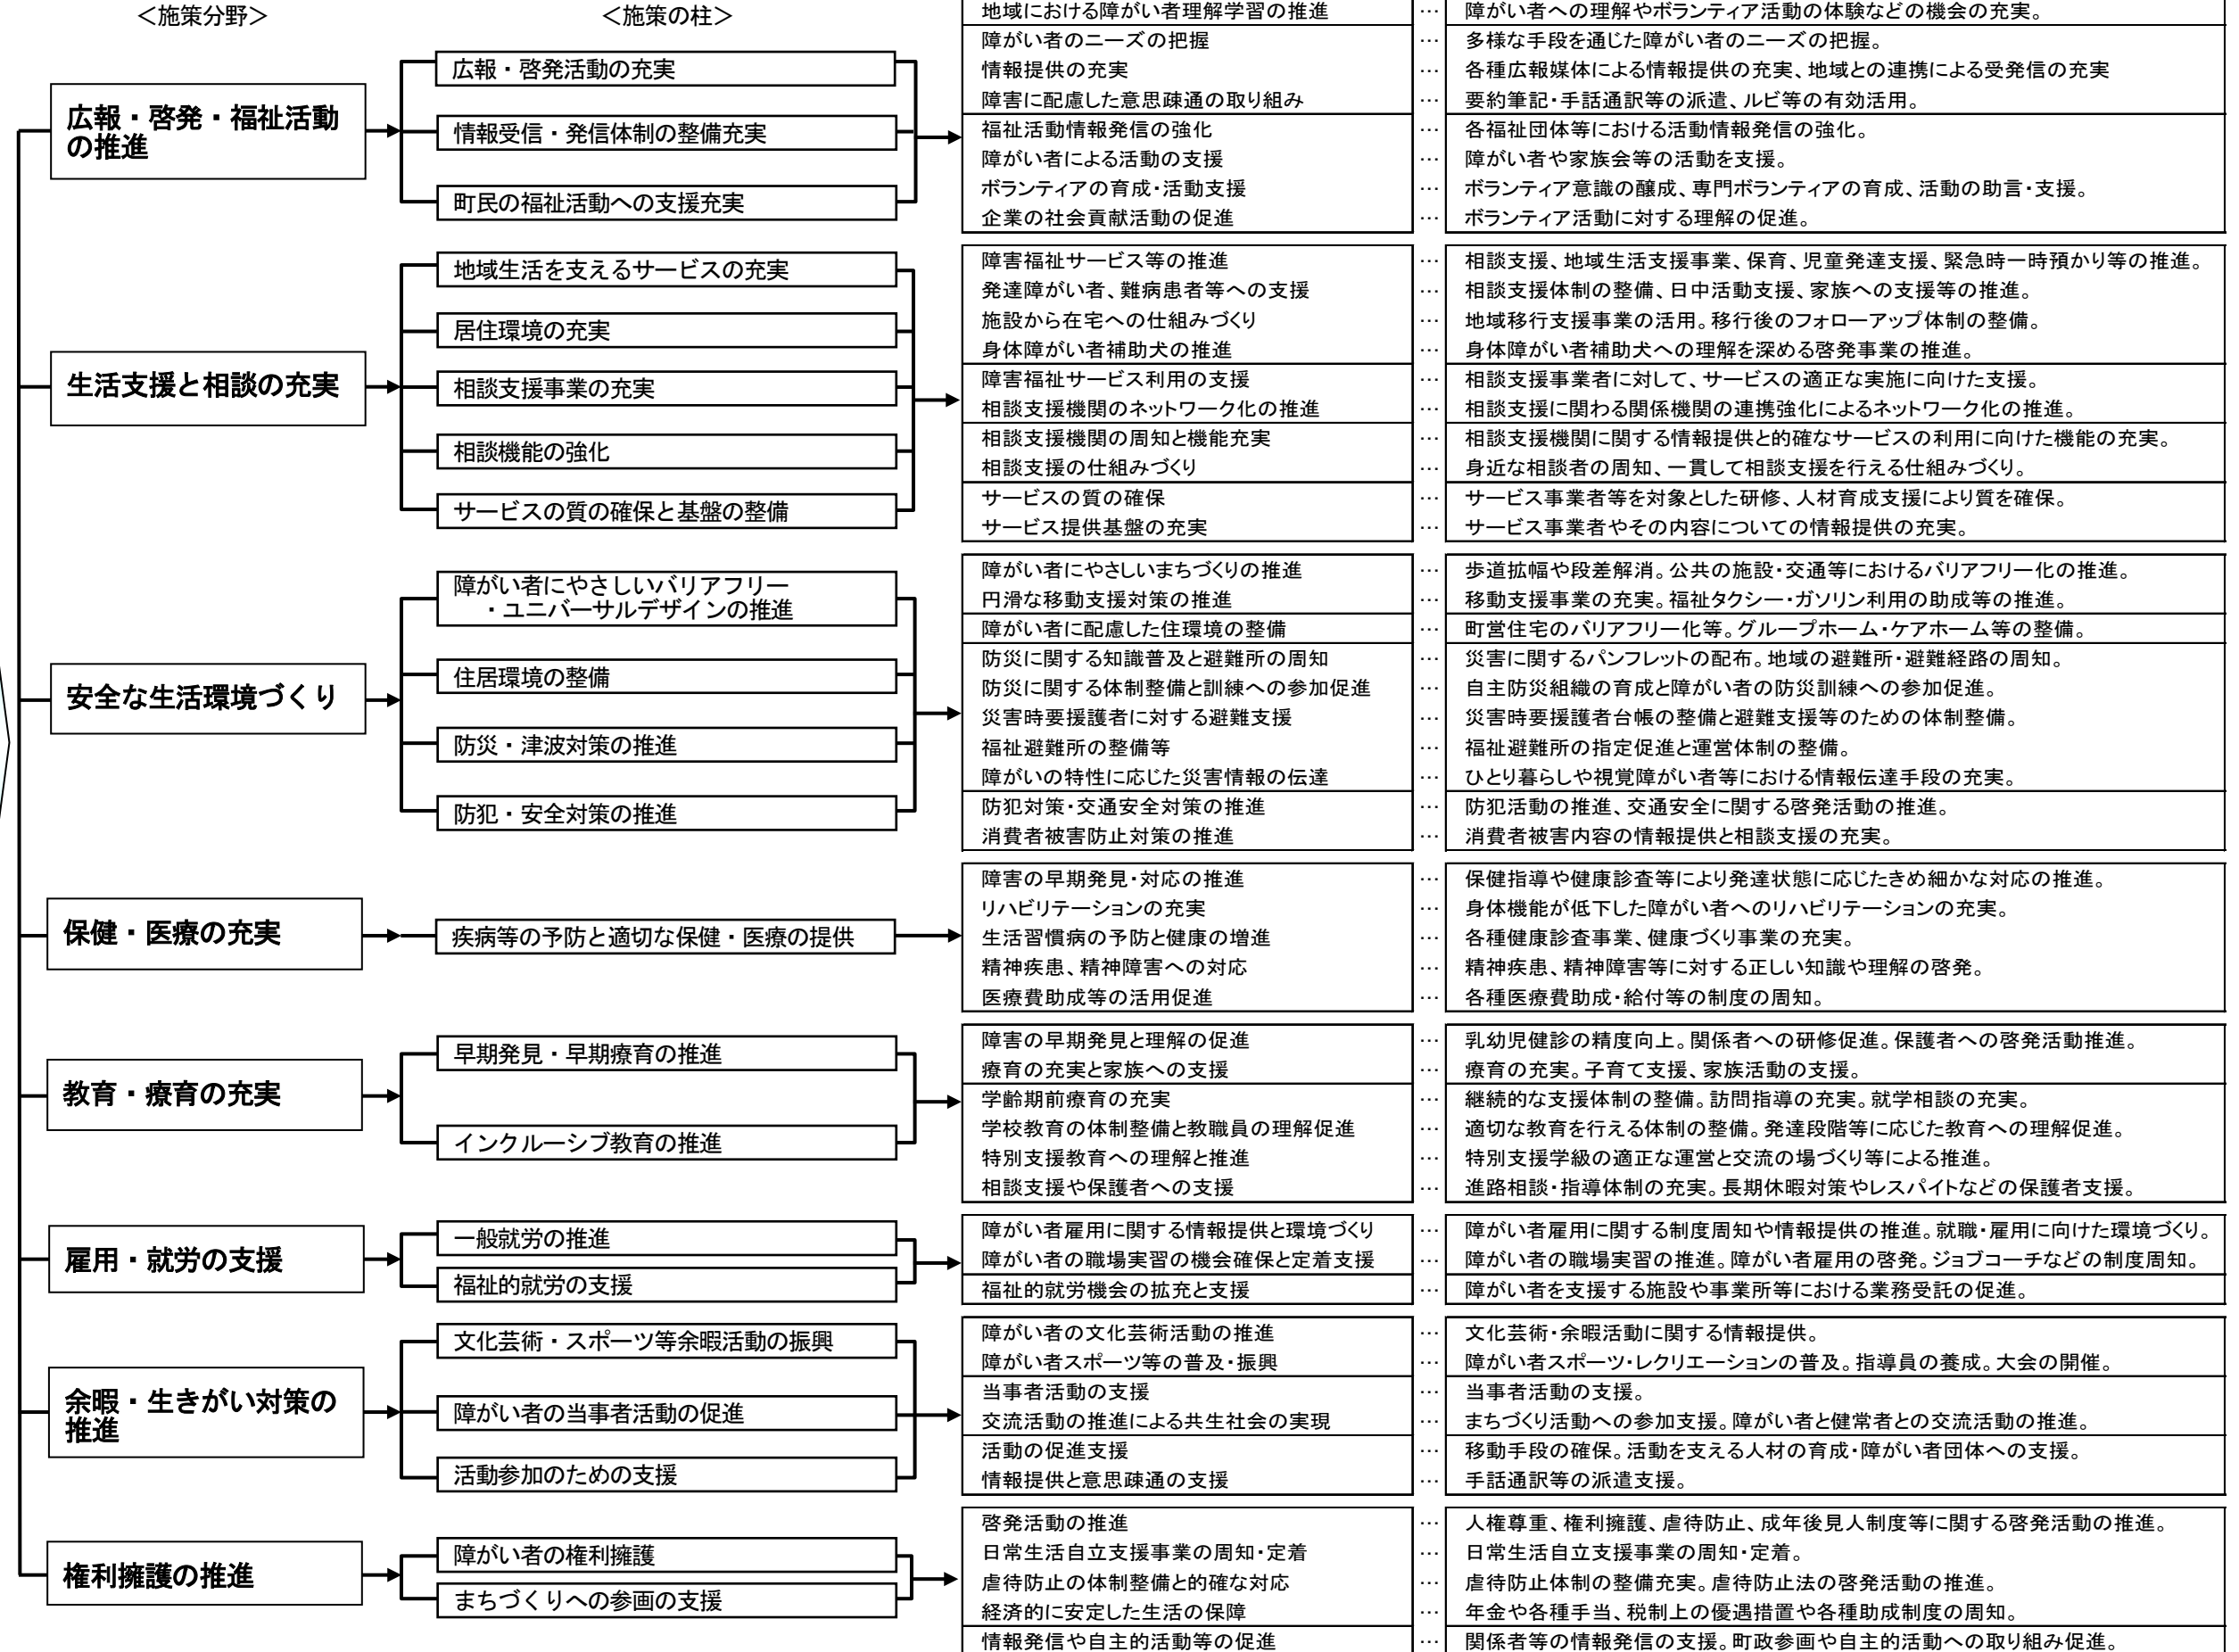 ＜施策分野＞
＜施策の柱＞
広報・啓発・福祉活動
の推進
広報・啓発活動の充実
情報受信・発信体制の整備充実
町民の福祉活動への支援充実
地域における障がい者理解学習の推進 … 障がい者への理解やボランティア活動の体験などの機会の充実。
障がい者のニーズの把握 … 多様な手段を通じた障がい者のニーズの把握。
情報提供の充実 … 各種広報媒体による情報提供の充実、地域との連携による受発信の充実
障害に配慮した意思疎通の取り組み … 要約筆記・手話通訳等の派遣、ルビ等の有効活用。
福祉活動情報発信の強化 … 各福祉団体等における活動情報発信の強化。
障がい者による活動の支援 … 障がい者や家族会等の活動を支援。
ボランティアの育成・活動支援 … ボランティア意識の醸成、専門ボランティアの育成、活動の助言・支援。
企業の社会貢献活動の促進 … ボランティア活動に対する理解の促進。
生活支援と相談の充実
地域生活を支えるサービスの充実
居住環境の充実
相談支援事業の充実
相談機能の強化
サービスの質の確保と基盤の整備
障害福祉サービス等の推進 … 相談支援、地域生活支援事業、保育、児童発達支援、緊急時一時預かり等の推進。
発達障がい者、難病患者等への支援 … 相談支援体制の整備、日中活動支援、家族への支援等の推進。
施設から在宅への仕組みづくり … 地域移行支援事業の活用。移行後のフォローアップ体制の整備。
身体障がい者補助犬の推進 … 身体障がい者補助犬への理解を深める啓発事業の推進。
障害福祉サービス利用の支援 … 相談支援事業者に対して、サービスの適正な実施に向けた支援。
相談支援機関のネットワーク化の推進 … 相談支援に関わる関係機関の連携強化によるネットワーク化の推進。
相談支援機関の周知と機能充実 … 相談支援機関に関する情報提供と的確なサービスの利用に向けた機能の充実。
相談支援の仕組みづくり … 身近な相談者の周知、一貫して相談支援を行える仕組みづくり。
サービスの質の確保 … サービス事業者等を対象とした研修、人材育成支援により質を確保。
サービス提供基盤の充実 … サービス事業者やその内容についての情報提供の充実。
安全な生活環境づくり
障がい者にやさしいバリアフリー
・ユニバーサルデザインの推進
住居環境の整備
防災・津波対策の推進
防犯・安全対策の推進
障がい者にやさしいまちづくりの推進 … 歩道拡幅や段差解消。公共の施設・交通等におけるバリアフリー化の推進。
円滑な移動支援対策の推進 … 移動支援事業の充実。福祉タクシー・ガソリン利用の助成等の推進。
障がい者に配慮した住環境の整備 … 町営住宅のバリアフリー化等。グループホーム・ケアホーム等の整備。
防災に関する知識普及と避難所の周知 … 災害に関するパンフレットの配布。地域の避難所・避難経路の周知。
防災に関する体制整備と訓練への参加促進 … 自主防災組織の育成と障がい者の防災訓練への参加促進。
災害時要援護者に対する避難支援 … 災害時要援護者台帳の整備と避難支援等のための体制整備。
福祉避難所の整備等 … 福祉避難所の指定促進と運営体制の整備。
障がいの特性に応じた災害情報の伝達 … ひとり暮らしや視覚障がい者等における情報伝達手段の充実。
防犯対策・交通安全対策の推進 … 防犯活動の推進、交通安全に関する啓発活動の推進。
消費者被害防止対策の推進 … 消費者被害内容の情報提供と相談支援の充実。
保健・医療の充実
疾病等の予防と適切な保健・医療の提供
障害の早期発見・対応の推進 … 保健指導や健康診査等により発達状態に応じたきめ細かな対応の推進。
リハビリテーションの充実 … 身体機能が低下した障がい者へのリハビリテーションの充実。
生活習慣病の予防と健康の増進 … 各種健康診査事業、健康づくり事業の充実。
精神疾患、精神障害への対応 … 精神疾患、精神障害等に対する正しい知識や理解の啓発。
医療費助成等の活用促進 … 各種医療費助成・給付等の制度の周知。
教育・療育の充実
早期発見・早期療育の推進
インクルーシブ教育の推進
障害の早期発見と理解の促進 … 乳幼児健診の精度向上。関係者への研修促進。保護者への啓発活動推進。
療育の充実と家族への支援 … 療育の充実。子育て支援、家族活動の支援。
学齢期前療育の充実 … 継続的な支援体制の整備。訪問指導の充実。就学相談の充実。
学校教育の体制整備と教職員の理解促進 … 適切な教育を行える体制の整備。発達段階等に応じた教育への理解促進。
特別支援教育への理解と推進 … 特別支援学級の適正な運営と交流の場づくり等による推進。
相談支援や保護者への支援 … 進路相談・指導体制の充実。長期休暇対策やレスパイトなどの保護者支援。
雇用・就労の支援
一般就労の推進
福祉的就労の支援
障がい者雇用に関する情報提供と環境づくり … 障がい者雇用に関する制度周知や情報提供の推進。就職・雇用に向けた環境づくり。
障がい者の職場実習の機会確保と定着支援 … 障がい者の職場実習の推進。障がい者雇用の啓発。ジョブコーチなどの制度周知。
福祉的就労機会の拡充と支援 … 障がい者を支援する施設や事業所等における業務受託の促進。
余暇・生きがい対策の
推進
文化芸術・スポーツ等余暇活動の振興
障がい者の当事者活動の促進
活動参加のための支援
障がい者の文化芸術活動の推進 … 文化芸術・余暇活動に関する情報提供。
障がい者スポーツ等の普及・振興 … 障がい者スポーツ・レクリエーションの普及。指導員の養成。大会の開催。
当事者活動の支援 … 当事者活動の支援。
交流活動の推進による共生社会の実現 … まちづくり活動への参加支援。障がい者と健常者との交流活動の推進。
活動の促進支援 … 移動手段の確保。活動を支える人材の育成・障がい者団体への支援。
情報提供と意思疎通の支援 … 手話通訳等の派遣支援。
権利擁護の推進
障がい者の権利擁護
まちづくりへの参画の支援
啓発活動の推進 … 人権尊重、権利擁護、虐待防止、成年後見人制度等に関する啓発活動の推進。
日常生活自立支援事業の周知・定着 … 日常生活自立支援事業の周知・定着。
虐待防止の体制整備と的確な対応 … 虐待防止体制の整備充実。虐待防止法の啓発活動の推進。
経済的に安定した生活の保障 … 年金や各種手当、税制上の優遇措置や各種助成制度の周知。
情報発信や自主的活動等の促進 … 関係者等の情報発信の支援。町政参画や自主的活動への取り組み促進。